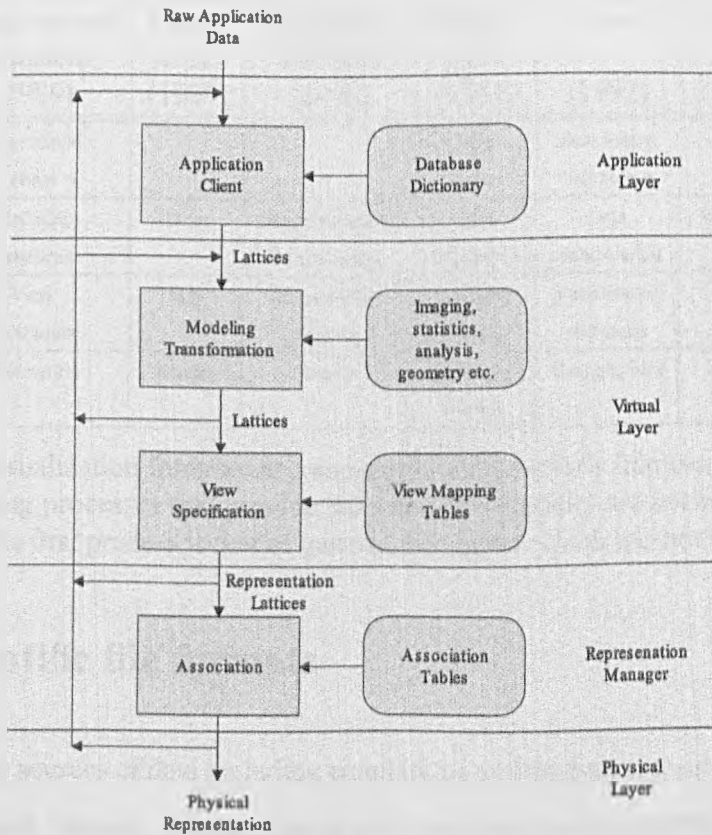 Raw Application
Data
Application
Client
Database
Dictionary
Application
Layer
Lattices
Modeling
Transformation
Imaging,
statistics,
analysis,
geometry etc.
Virtual
Layer
Lattices
View
Specification
View Mapping
Tables
Representation
Lattices
Association
Association
Tables
Represenation
Manager
Physical
Layer
Physical
Representation